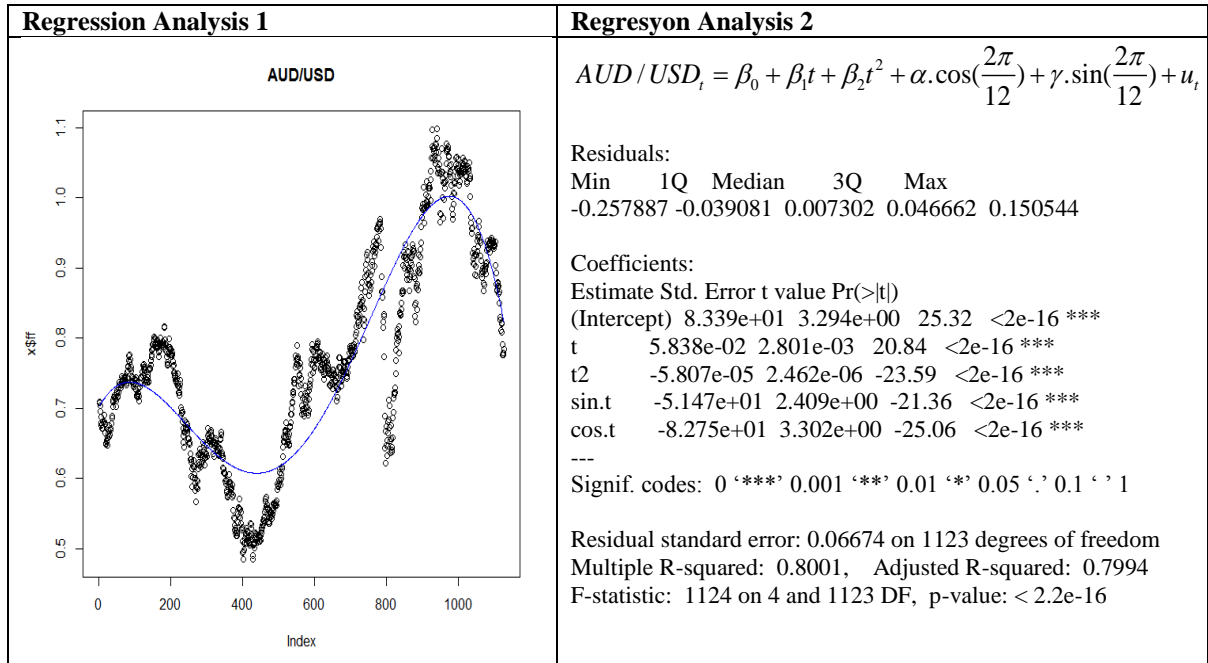 Regression Analysis 1
AUD/USD
x$ff
1.1
1.0
0.9
0.8
0.7
0.6
0.5
0 200 400 600 800 1000
Index
Regresyon Analysis 2
AUD / USD_t = β_0 + β_1 t + β_2 t^2 + α.cos(2π/12) + γ.sin(2π/12) + u_t
Residuals:
Min 1Q Median 3Q Max
-0.257887 -0.039081 0.007302 0.046662 0.150544
Coefficients:
Estimate Std. Error t value Pr(>|t|)
(Intercept) 8.339e+01 3.294e+00 25.32 <2e-16 ***
t 5.838e-02 2.801e-03 20.84 <2e-16 ***
t2 -5.807e-05 2.462e-06 -23.59 <2e-16 ***
sin.t -5.147e+01 2.409e+00 -21.36 <2e-16 ***
cos.t -8.275e+01 3.302e+00 -25.06 <2e-16 ***
---
Signif. codes: 0 ‘***’ 0.001 ‘**’ 0.01 ‘*’ 0.05 ‘.’ 0.1 ‘ ’ 1
Residual standard error: 0.06674 on 1123 degrees of freedom
Multiple R-squared: 0.8001, Adjusted R-squared: 0.7994
F-statistic: 1124 on 4 and 1123 DF, p-value: < 2.2e-16